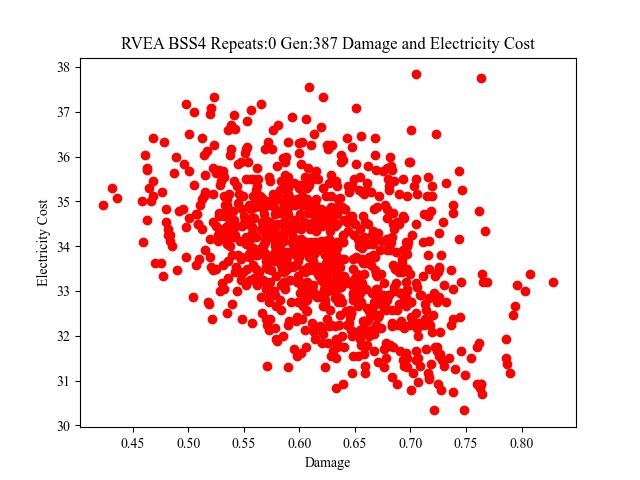 RVEA BSS4 Repeats:0 Gen:387 Damage and Electricity Cost
38
37
36
35
34
33
32
31
30
Electricity Cost
0.45 0.50 0.55 0.60 0.65 0.70 0.75 0.80
Damage